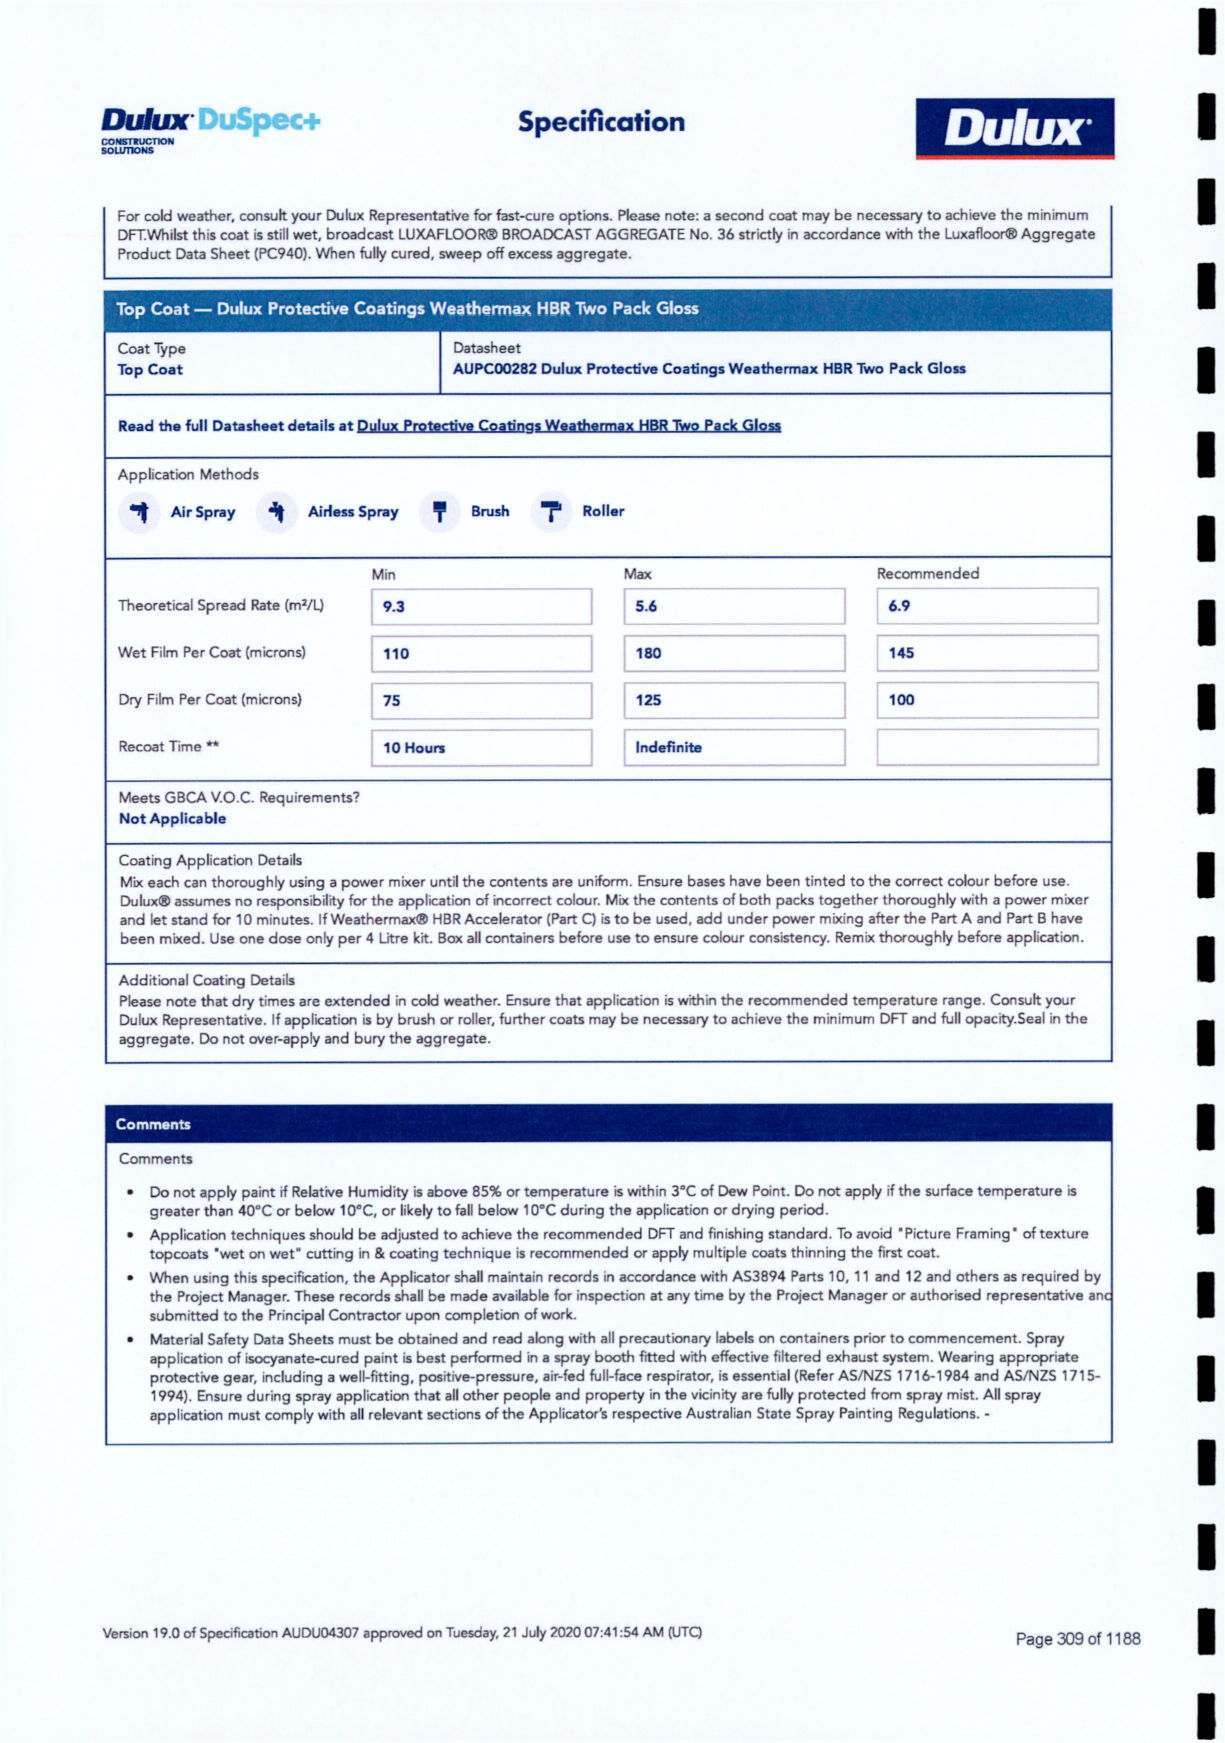 Dulux DuSpec+
CONSTRUCTION
SOLUTIONS
Specification
Dulux
For cold weather, consult your Dulux Representative for fast-cure options. Please note: a second coat may be necessary to achieve the minimum
DFT.Whilst this coat is still wet, broadcast LUXAFLOOR® BROADCAST AGGREGATE No. 36 strictly in accordance with the Luxafloor® Aggregate
Product Data Sheet (PC940). When fully cured, sweep off excess aggregate.
Top Coat — Dulux Protective Coatings Weathermax HBR Two Pack Gloss
Coat Type
Top Coat
Datasheet
AUPC00282 Dulux Protective Coatings Weathermax HBR Two Pack Gloss
Read the full Datasheet details at Dulux Protective Coatings Weathermax HBR Two Pack Gloss
Application Methods
Air Spray Airless Spray Brush Roller
Min Max Recommended
Theoretical Spread Rate (m²/L) 9.3 5.6 6.9
Wet Film Per Coat (microns) 110 180 145
Dry Film Per Coat (microns) 75 125 100
Recoat Time ** 10 Hours Indefinite
Meets GBCA V.O.C. Requirements?
Not Applicable
Coating Application Details
Mix each can thoroughly using a power mixer until the contents are uniform. Ensure bases have been tinted to the correct colour before use.
Dulux® assumes no responsibility for the application of incorrect colour. Mix the contents of both packs together thoroughly with a power mixer
and let stand for 10 minutes. If Weathermax® HBR Accelerator (Part C) is to be used, add under power mixing after the Part A and Part B have
been mixed. Use one dose only per 4 Litre kit. Box all containers before use to ensure colour consistency. Remix thoroughly before application.
Additional Coating Details
Please note that dry times are extended in cold weather. Ensure that application is within the recommended temperature range. Consult your
Dulux Representative. If application is by brush or roller, further coats may be necessary to achieve the minimum DFT and full opacity.Seal in the
aggregate. Do not over-apply and bury the aggregate.
Comments
Comments
• Do not apply paint if Relative Humidity is above 85% or temperature is within 3°C of Dew Point. Do not apply if the surface temperature is
greater than 40°C or below 10°C, or likely to fall below 10°C during the application or drying period.
• Application techniques should be adjusted to achieve the recommended DFT and finishing standard. To avoid "Picture Framing" of texture
topcoats "wet on wet" cutting in & coating technique is recommended or apply multiple coats thinning the first coat.
• When using this specification, the Applicator shall maintain records in accordance with AS3894 Parts 10, 11 and 12 and others as required by
the Project Manager. These records shall be made available for inspection at any time by the Project Manager or authorised representative and
submitted to the Principal Contractor upon completion of work.
• Material Safety Data Sheets must be obtained and read along with all precautionary labels on containers prior to commencement. Spray
application of isocyanate-cured paint is best performed in a spray booth fitted with effective filtered exhaust system. Wearing appropriate
protective gear, including a well-fitting, positive-pressure, air-fed full-face respirator, is essential (Refer AS/NZS 1716-1984 and AS/NZS 1715-
1994). Ensure during spray application that all other people and property in the vicinity are fully protected from spray mist. All spray
application must comply with all relevant sections of the Applicator's respective Australian State Spray Painting Regulations. -
Version 19.0 of Specification AUDU04307 approved on Tuesday, 21 July 2020 07:41:54 AM (UTC)
Page 309 of 1188